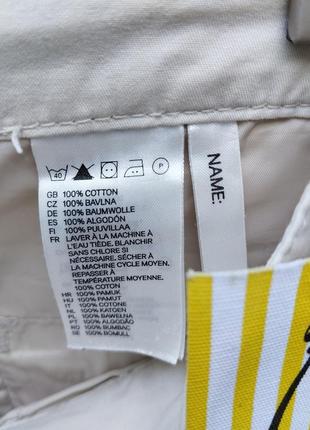 40
P
GB 100% COTTON
CZ 100% BAVLNA
DE 100% BAUMWOLLE
ES 100% ALGODÓN
FI 100% PUUVILLAA
FR LAVER À LA MACHINE À
L'EAU TIÈDE. BLANCHIR
SANS CHLORE SI
NÉCESSAIRE. SÉCHER À
LA MACHINE CYCLE MOYEN.
REPASSER À
TEMPÉRATURE MOYENNE.
100% COTON
HR 100% PAMUK
HU 100% PAMUT
IT 100% COTONE
NL 100% KATOEN
PL 100% BAWEŁNA
PT 100% ALGODÃO
RO 100% BUMBAC
SE 100% BOMULL
NAME: